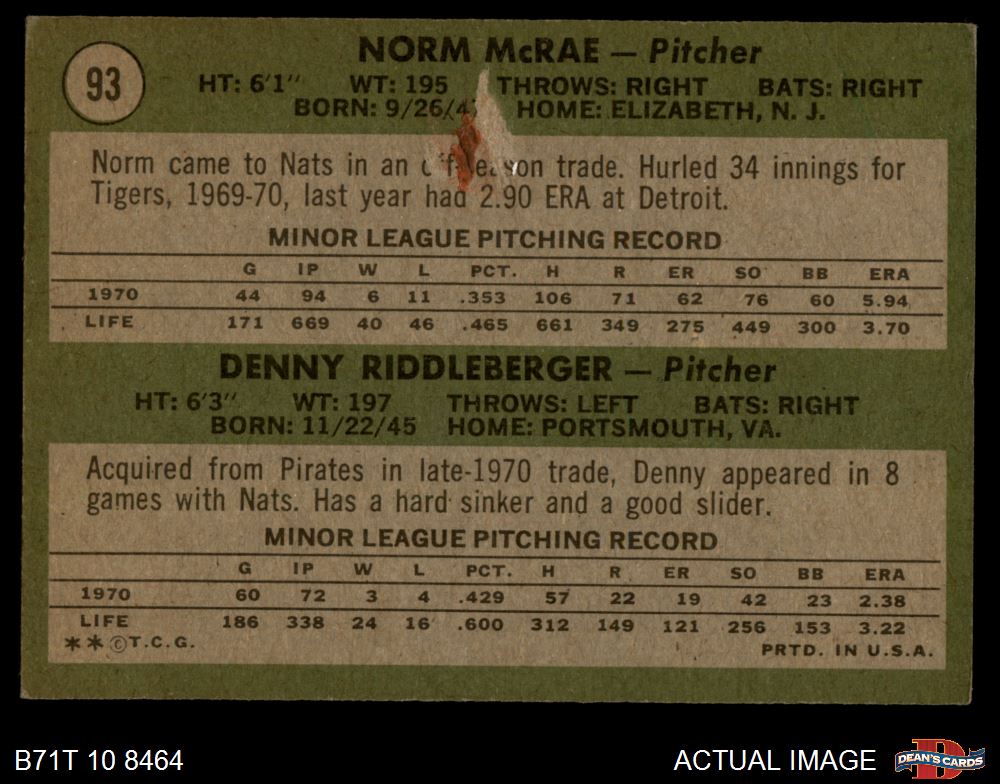 93
NORM McRAE — Pitcher
HT: 6'1" WT: 195 THROWS: RIGHT BATS: RIGHT
BORN: 9/26/4 HOME: ELIZABETH, N. J.
Norm came to Nats in an trade. Hurled 34 innings for
Tigers, 1969-70, last year had 2.90 ERA at Detroit.
MINOR LEAGUE PITCHING RECORD
G IP W L PCT. H R ER SO BB ERA
1970 44 94 6 11 .353 106 71 62 76 60 5.94
LIFE 171 669 40 46 .465 661 349 275 449 300 3.70
DENNY RIDDLEBERGER — Pitcher
HT: 6'3" WT: 197 THROWS: LEFT BATS: RIGHT
BORN: 11/22/45 HOME: PORTSMOUTH, VA.
Acquired from Pirates in late-1970 trade, Denny appeared in 8
games with Nats. Has a hard sinker and a good slider.
MINOR LEAGUE PITCHING RECORD
G IP W L PCT. H R ER SO BB ERA
1970 60 72 3 4 .429 57 22 19 42 23 2.38
LIFE 186 338 24 16 .600 312 149 121 256 153 3.22
**©T.C.G. PRTD. IN U.S.A.
B71T 10 8464 ACTUAL IMAGE DEAN'S CARDS